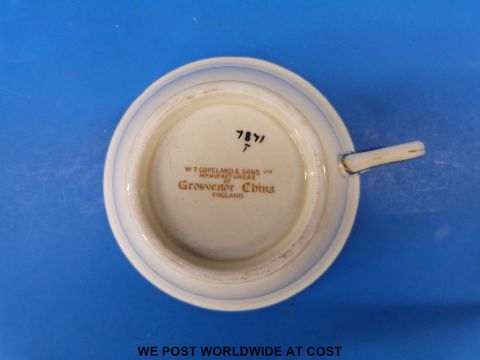 7871
T
W.T COPELAND & SONS LTD
MANUFACTURERS
OF
Grosvenor China
ENGLAND
WE POST WORLDWIDE AT COST